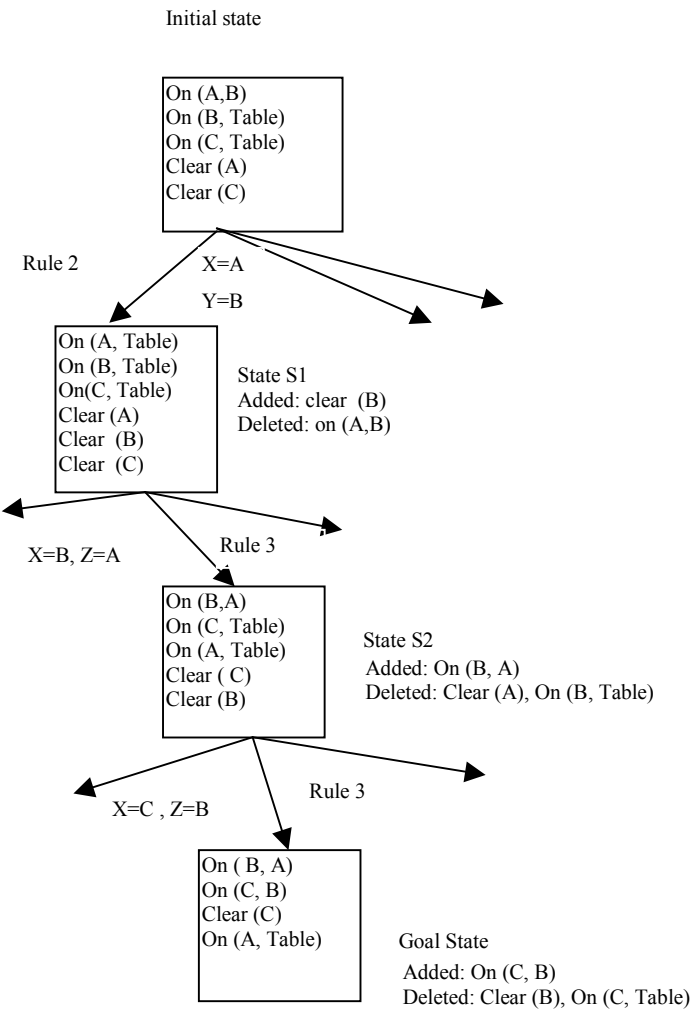 Initial state
On (A,B)
On (B, Table)
On (C, Table)
Clear (A)
Clear (C)
Rule 2
X=A
Y=B
On (A, Table)
On (B, Table)
On(C, Table)
Clear (A)
Clear (B)
Clear (C)
State S1
Added: clear (B)
Deleted: on (A,B)
X=B, Z=A
Rule 3
On (B,A)
On (C, Table)
On (A, Table)
Clear ( C)
Clear (B)
State S2
Added: On (B, A)
Deleted: Clear (A), On (B, Table)
X=C , Z=B
Rule 3
On ( B, A)
On (C, B)
Clear (C)
On (A, Table)
Goal State
Added: On (C, B)
Deleted: Clear (B), On (C, Table)